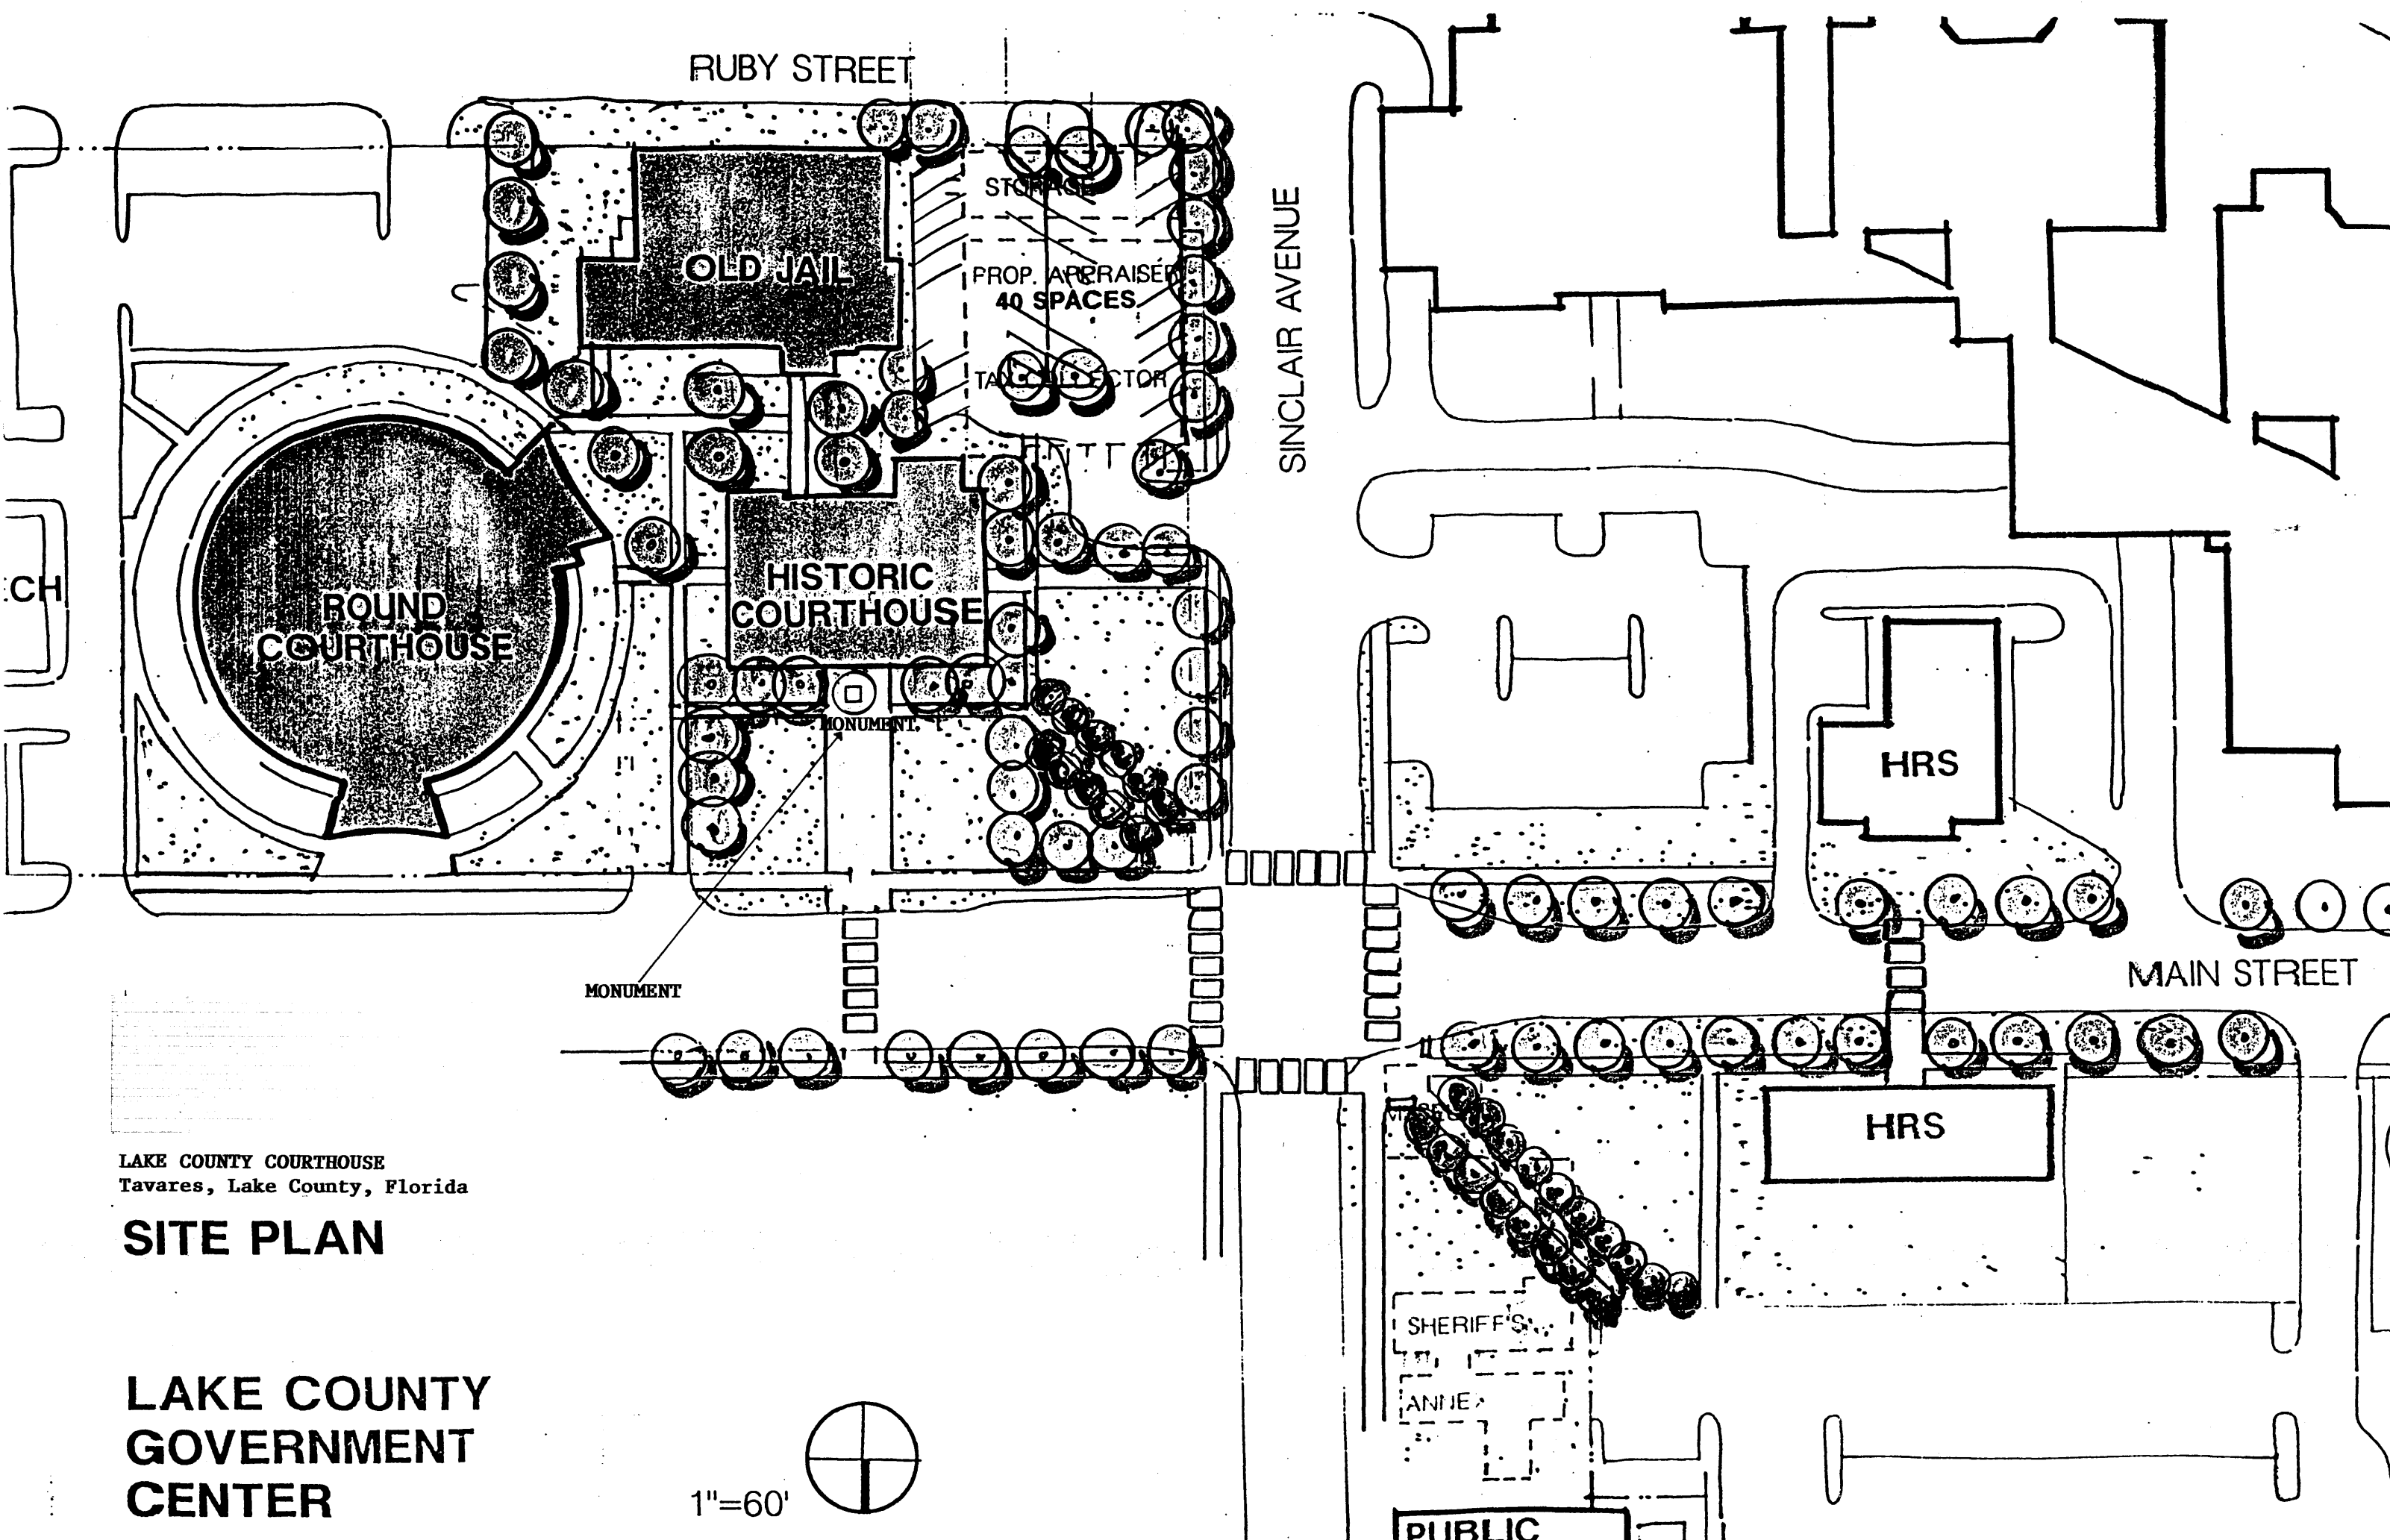 RUBY STREET
STORAGE
OLD JAIL
PROP. APPRAISER
40 SPACES
TAX COLLECTOR
SINCLAIR AVENUE
CH
ROUND
COURTHOUSE
HISTORIC
COURTHOUSE
MONUMENT
HRS
MONUMENT
MAIN STREET
HRS
LAKE COUNTY COURTHOUSE
Tavares, Lake County, Florida
SITE PLAN
SHERIFF'S
ANNEX
LAKE COUNTY
GOVERNMENT
CENTER
1"=60'
PUBLIC